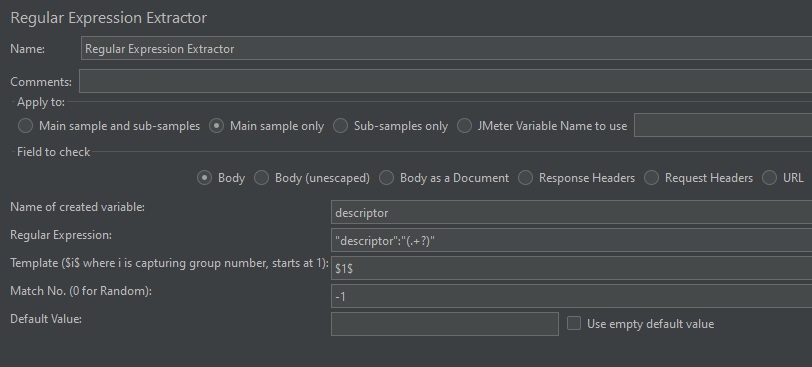 Regular Expression Extractor
Name: Regular Expression Extractor
Comments:
Apply to:
Main sample and sub-samples Main sample only Sub-samples only JMeter Variable Name to use
Field to check
Body Body (unescaped) Body as a Document Response Headers Request Headers URL
Name of created variable: descriptor
Regular Expression: "descriptor":"(.+?)"
Template ($i$ where i is capturing group number, starts at 1): $1$
Match No. (0 for Random): -1
Default Value: Use empty default value